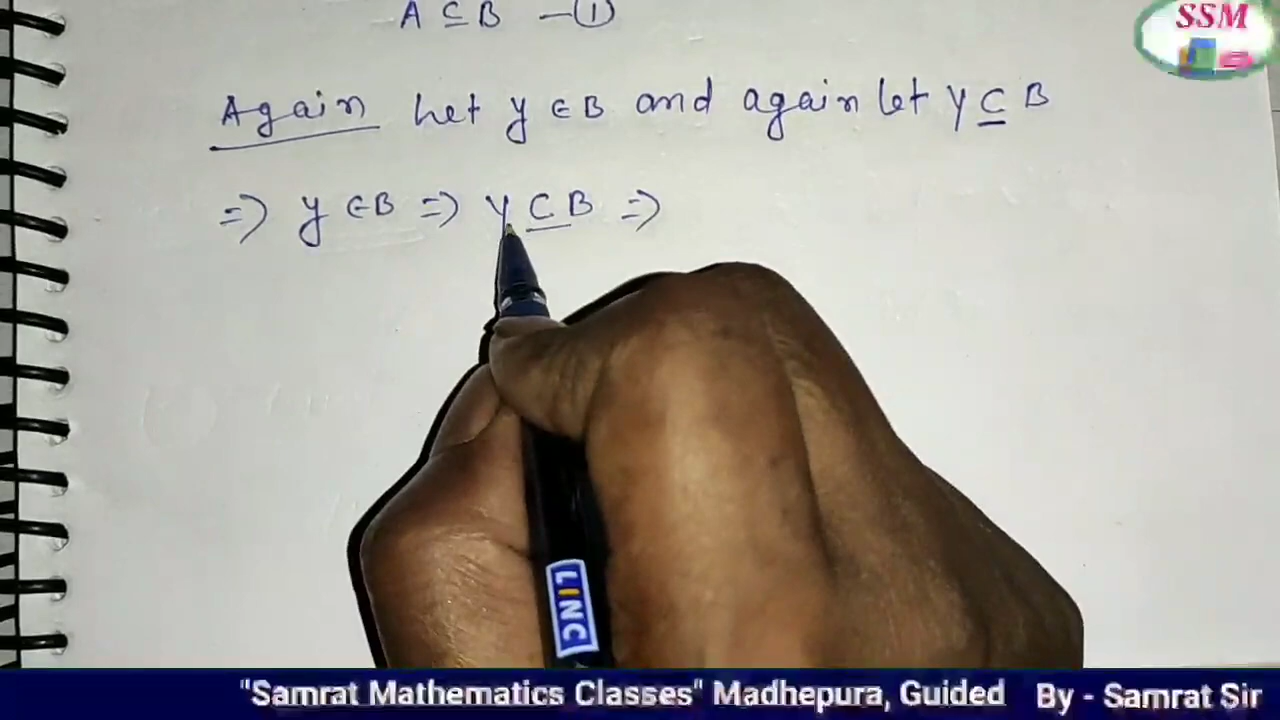 A ⊆ B — ①
SSM
Again Let y ∈ B and again let Y ⊆ B
⇒ y ∈ B ⇒ Y ⊆ B ⇒
LINC
"Samrat Mathematics Classes" Madhepura, Guided By - Samrat Sir